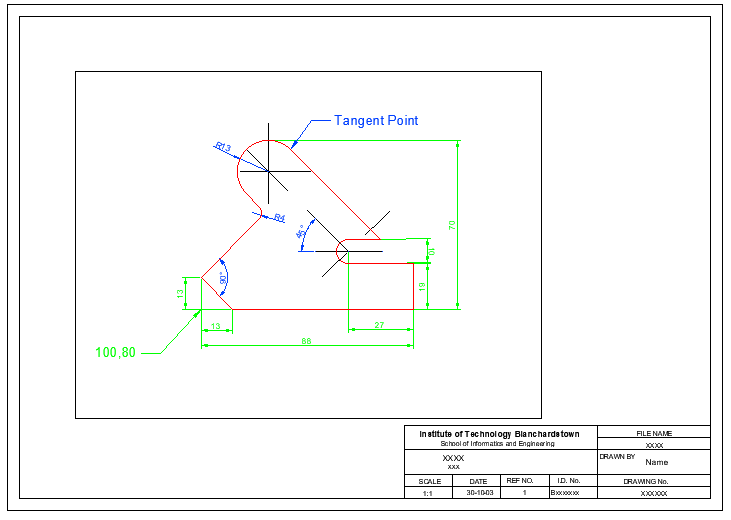 Tangent Point
R13
R4
45°
70
10
90°
13
19
13
27
88
100,80
Institute of Technology Blanchardstown
School of Informatics and Engineering
FILE NAME
XXXX
XXXX
XXX
DRAWN BY
Name
SCALE
DATE
REF NO.
I.D. No.
DRAWING No.
1:1
30-10-03
1
Bxxxxxxx
XXXXXX